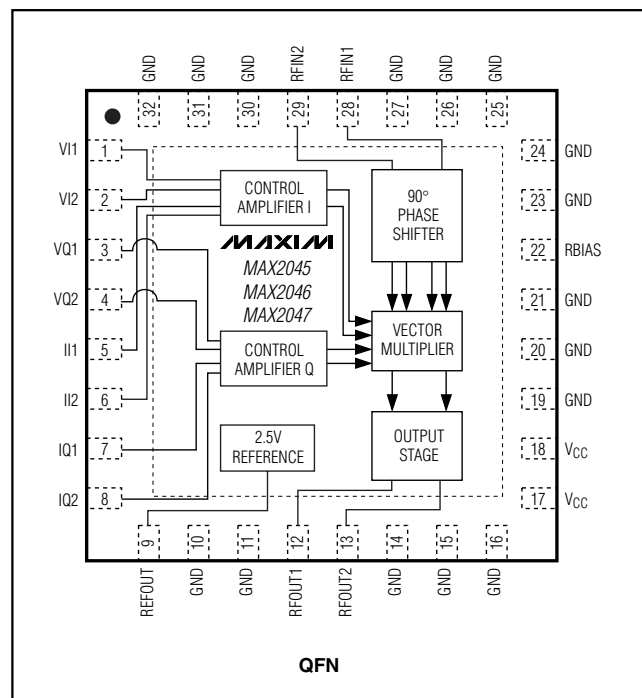 GND
GND
GND
RFIN2
RFIN1
GND
GND
GND
32
31
30
29
28
27
26
25
VI1
1
VI2
2
VQ1
3
VQ2
4
II1
5
II2
6
IQ1
7
IQ2
8
CONTROL
AMPLIFIER I
90°
PHASE
SHIFTER
MAXIM
MAX2045
MAX2046
MAX2047
CONTROL
AMPLIFIER Q
VECTOR
MULTIPLIER
2.5V
REFERENCE
OUTPUT
STAGE
24
GND
23
GND
22
RBIAS
21
GND
20
GND
19
GND
18
VCC
17
VCC
9
10
11
12
13
14
15
16
REFOUT
GND
GND
RFOUT1
RFOUT2
GND
GND
GND
QFN